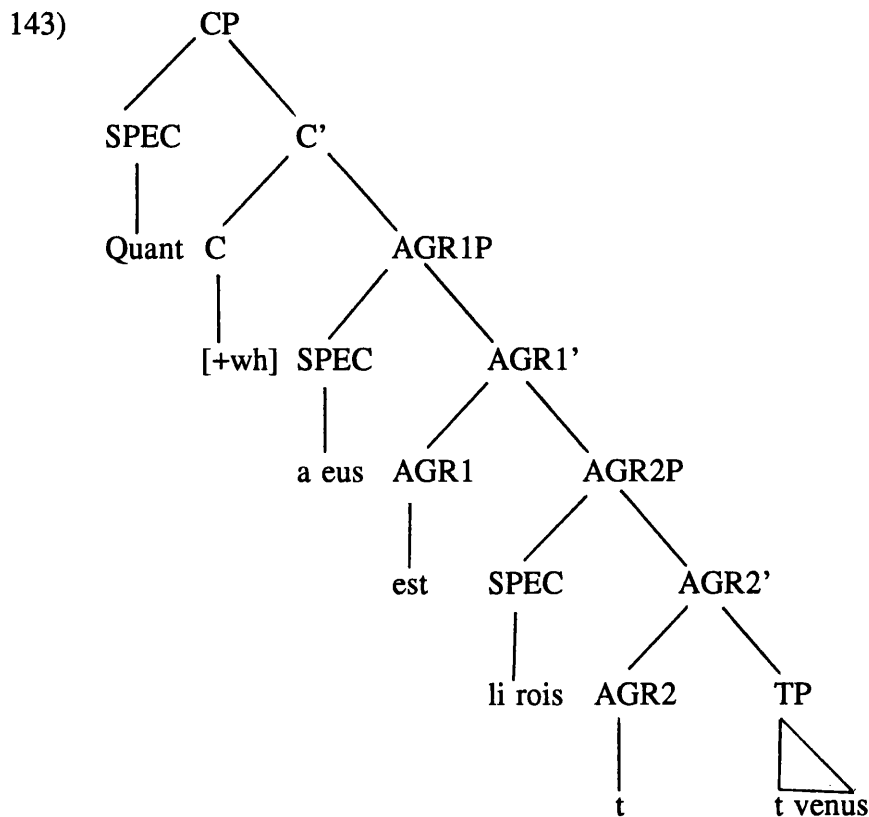 143) CP
SPEC C'
Quant C AGR1P
[+wh] SPEC AGR1'
a eus AGR1 AGR2P
est SPEC AGR2'
li rois AGR2 TP
t t venus